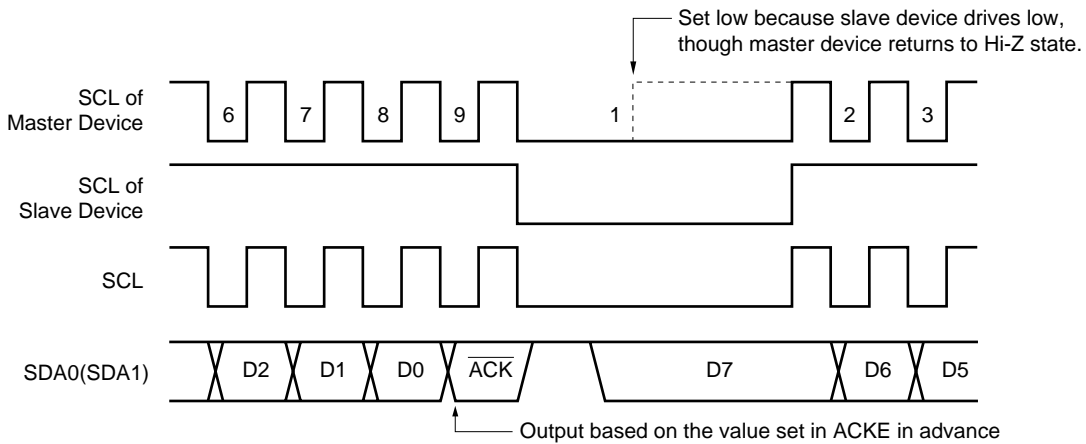 Set low because slave device drives low,
though master device returns to Hi-Z state.
SCL of
Master Device
6 7 8 9 1 2 3
SCL of
Slave Device
SCL
SDA0(SDA1)
D2 D1 D0 ACK D7 D6 D5
Output based on the value set in ACKE in advance